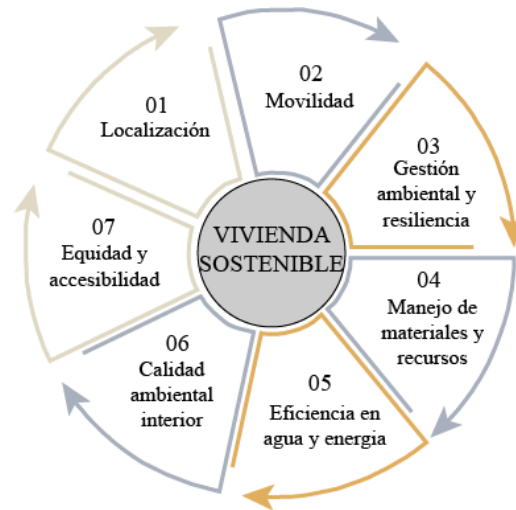 01
Localización
02
Movilidad
03
Gestión
ambiental y
resiliencia
04
Manejo de
materiales y
recursos
05
Eficiencia en
agua y energia
06
Calidad
ambiental
interior
07
Equidad y
accesibilidad
VIVIENDA
SOSTENIBLE